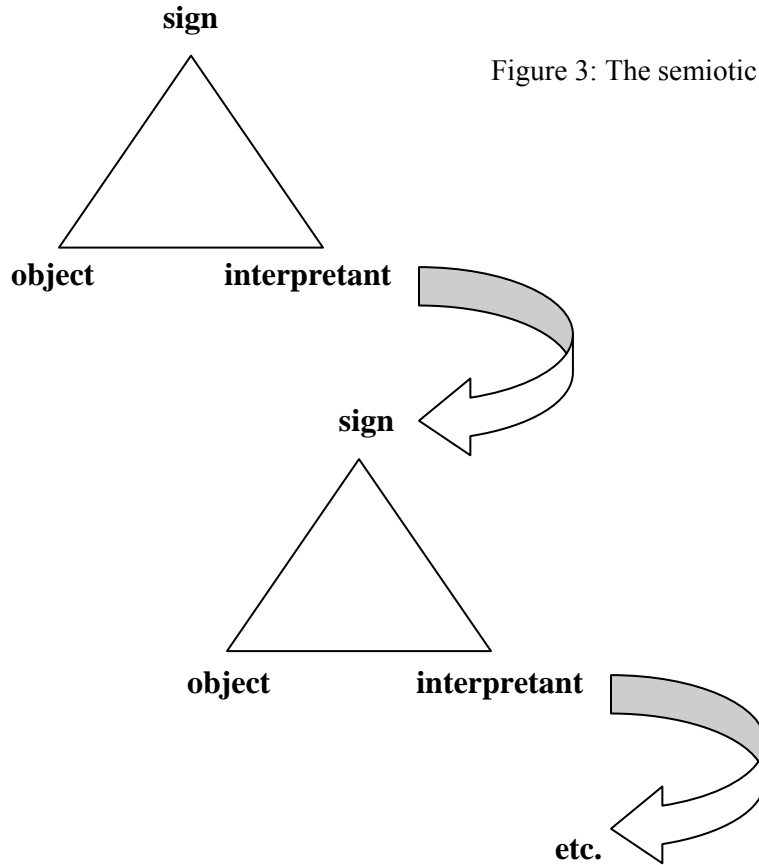 sign
Figure 3: The semiotic
object interpretant
sign
object interpretant
etc.